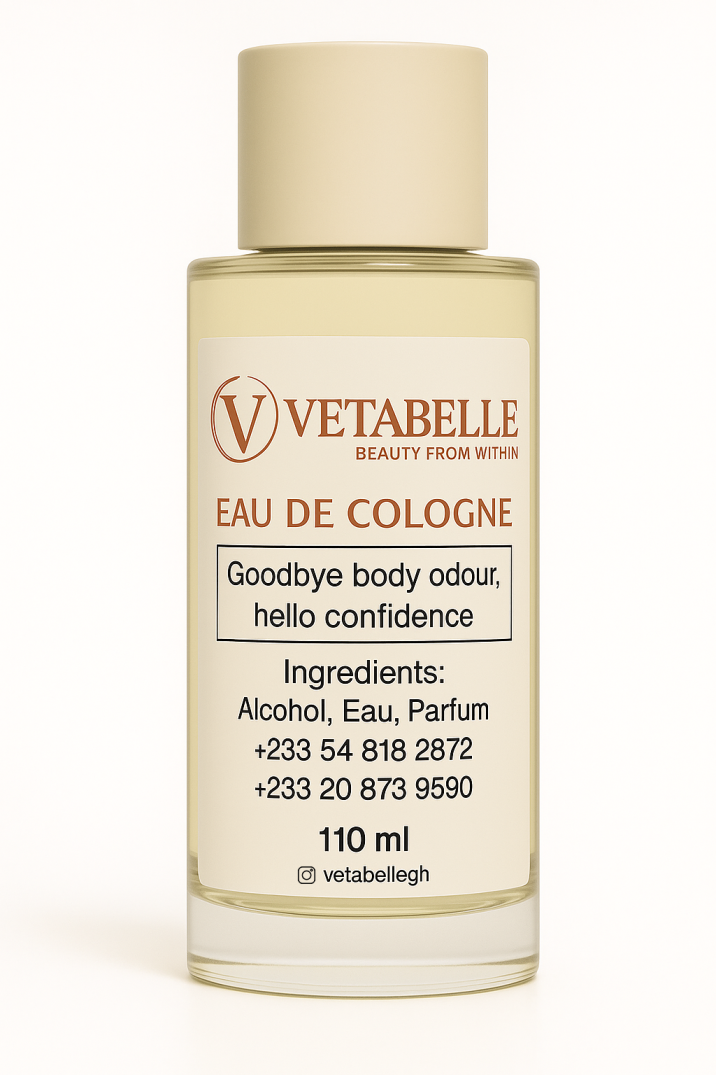 V VETABELLE
BEAUTY FROM WITHIN
EAU DE COLOGNE
Goodbye body odour,
hello confidence
Ingredients:
Alcohol, Eau, Parfum
+233 54 818 2872
+233 20 873 9590
110 ml
vetabellegh